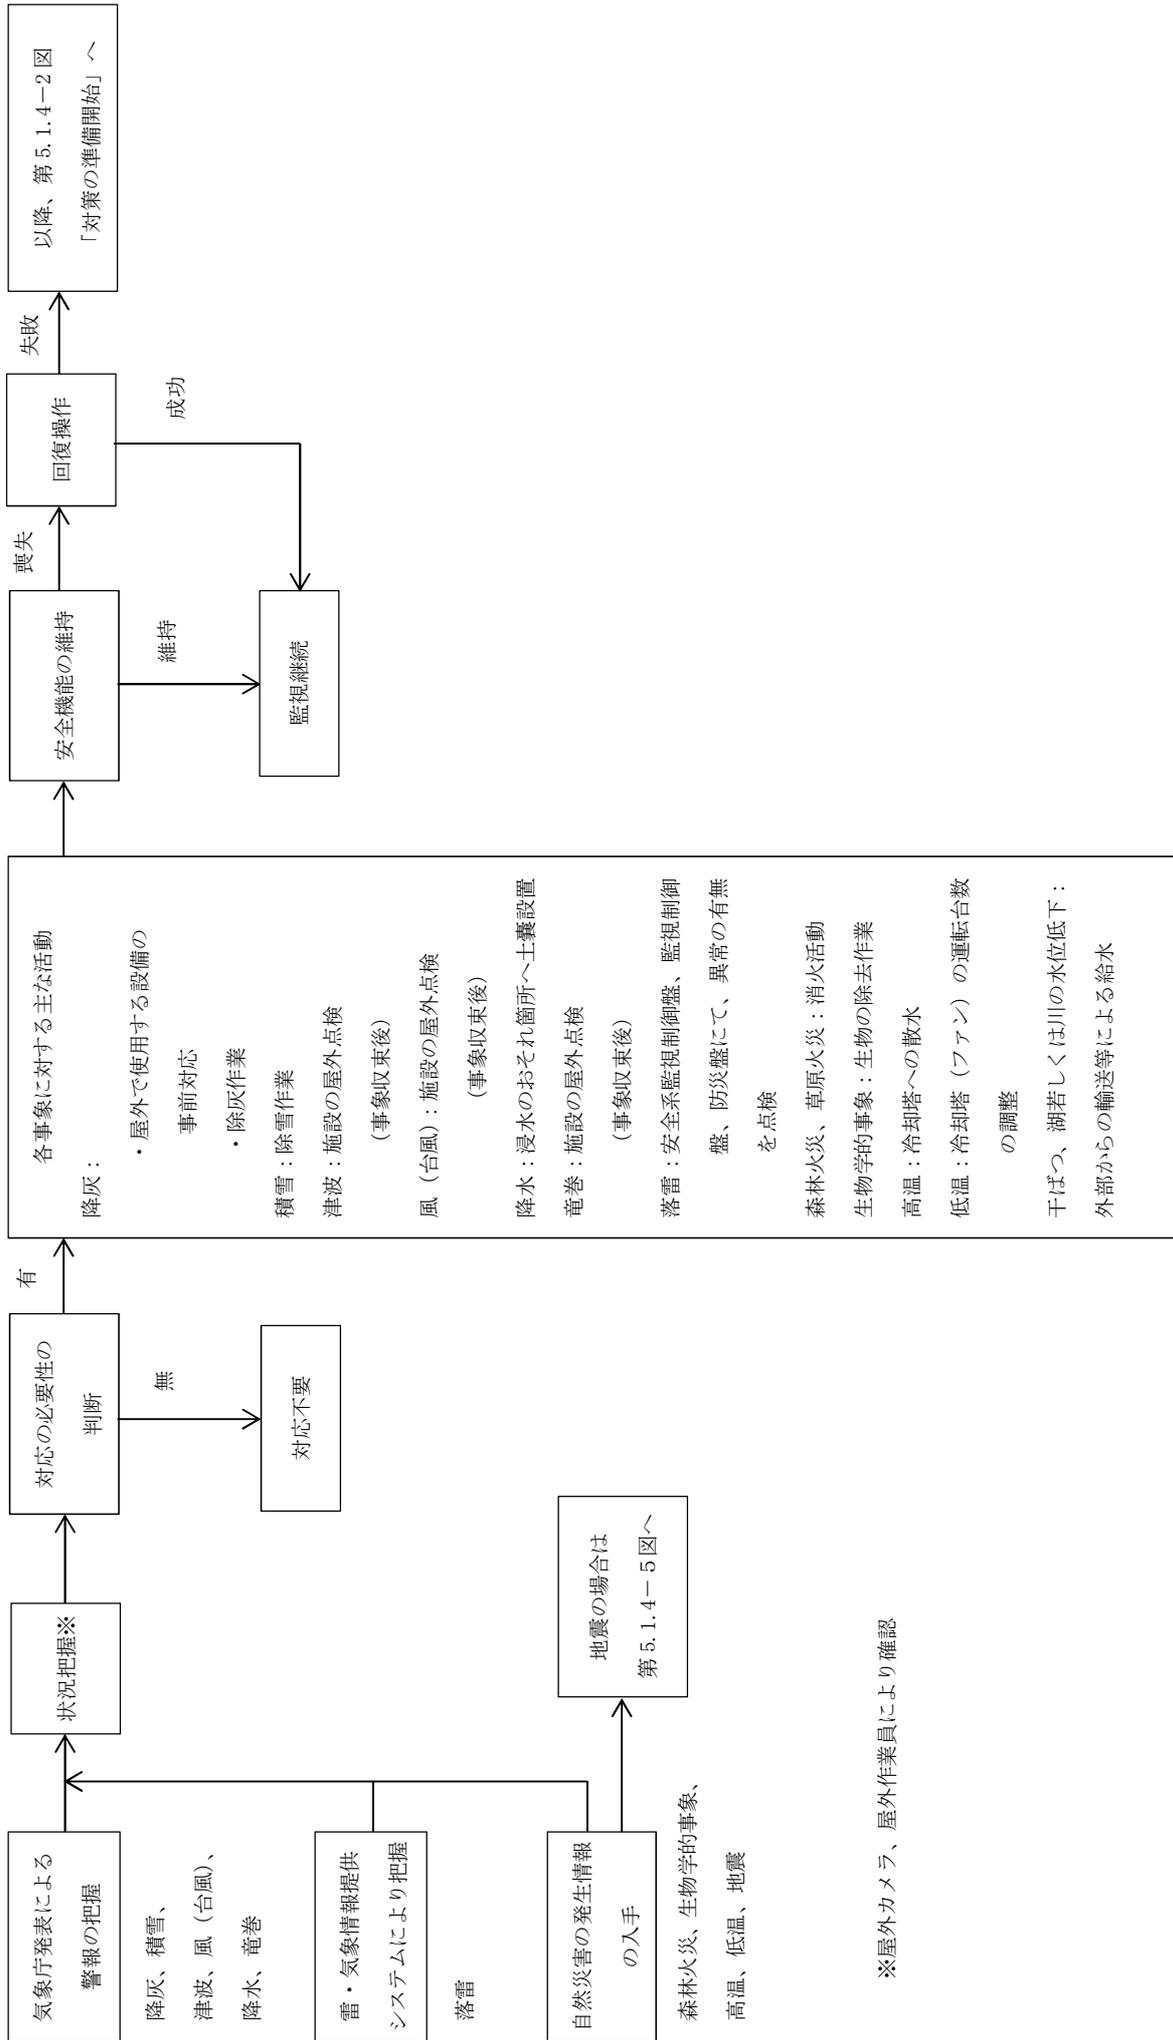 気象庁発表による
警報の把握
降灰、積雪、
津波、風（台風）、
降水、竜巻
雷・気象情報提供
システムにより把握
落雷
自然災害の発生情報
の入手
森林火災、生物学的事象、
高温、低温、地震
状況把握※
地震の場合は
第5.1.4－5図へ
対応の必要性の
判断
有
無
対応不要
各事象に対する主な活動
降灰：
・屋外で使用する設備の
事前対応
・除灰作業
積雪：除雪作業
津波：施設の屋外点検
（事象収束後）
風（台風）：施設の屋外点検
（事象収束後）
降水：浸水のおそれ箇所へ土嚢設置
竜巻：施設の屋外点検
（事象収束後）
落雷：安全系監視制御盤、監視制御
盤、防災盤にて、異常の有無
を点検
森林火災、草原火災：消火活動
生物学的事象：生物の除去作業
高温：冷却塔への散水
低温：冷却塔（ファン）の運転台数
の調整
干ばつ、湖若しくは川の水位低下：
外部からの輸送等による給水
安全機能の維持
喪失
維持
監視継続
回復操作
失敗
成功
以降、第5.1.4－2図
「対策の準備開始」へ
※屋外カメラ、屋外作業員により確認